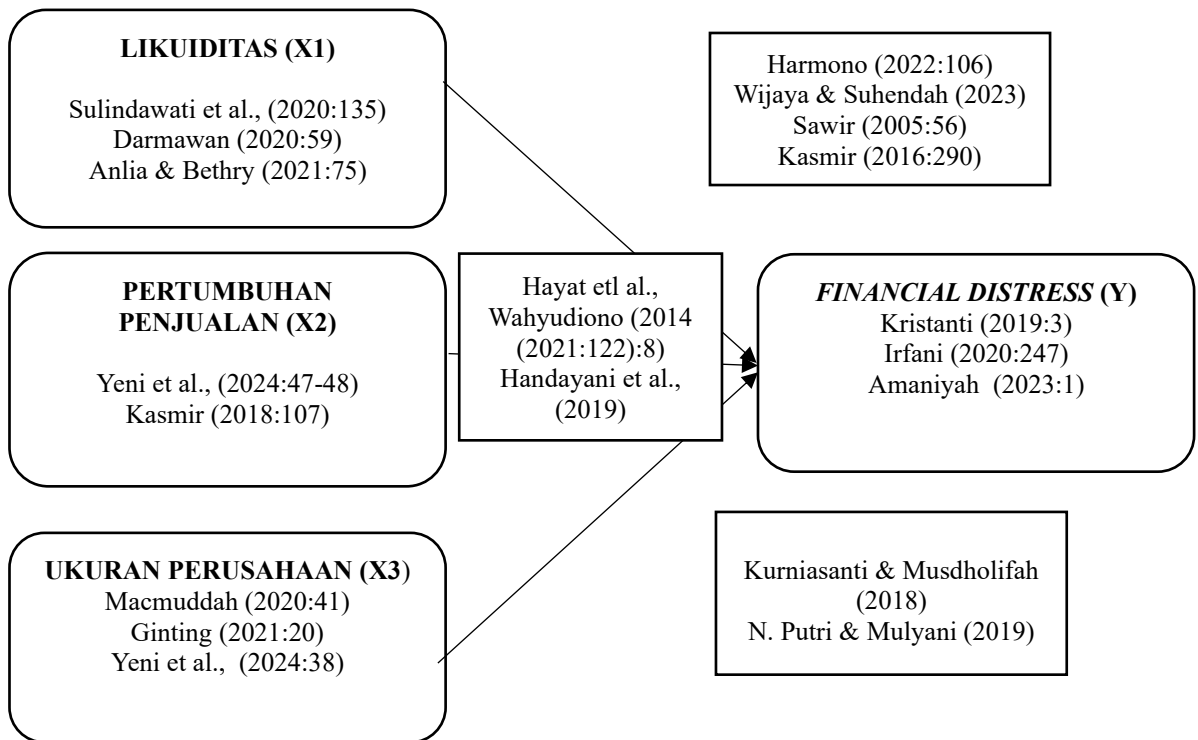 LIKUIDITAS (X1)
Sulindawati et al., (2020:135)
Darmawan (2020:59)
Anlia & Bethry (2021:75)
Harmono (2022:106)
Wijaya & Suhendah (2023)
Sawir (2005:56)
Kasmir (2016:290)
PERTUMBUHAN
PENJUALAN (X2)
Yeni et al., (2024:47-48)
Kasmir (2018:107)
Hayat etl al.,
Wahyudiono (2014
(2021:122):8)
Handayani et al.,
(2019)
FINANCIAL DISTRESS (Y)
Kristanti (2019:3)
Irfani (2020:247)
Amaniyah  (2023:1)
UKURAN PERUSAHAAN (X3)
Macmuddah (2020:41)
Ginting (2021:20)
Yeni et al.,  (2024:38)
Kurniasanti & Musdholifah
(2018)
N. Putri & Mulyani (2019)